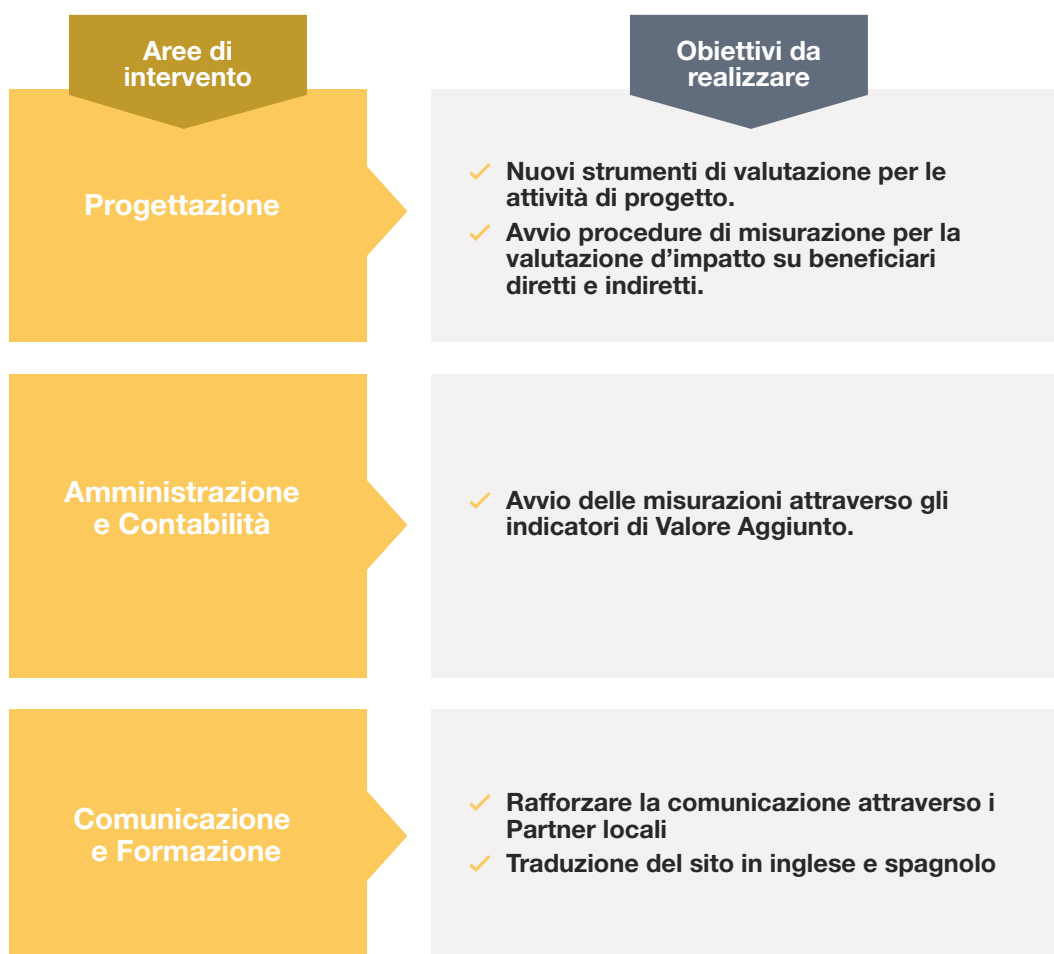 Aree di
intervento
Obiettivi da
realizzare
Progettazione
Nuovi strumenti di valutazione per le
attività di progetto.
Avvio procedure di misurazione per la
valutazione d’impatto su beneficiari
diretti e indiretti.
Amministrazione
e Contabilità
Avvio delle misurazioni attraverso gli
indicatori di Valore Aggiunto.
Comunicazione
e Formazione
Rafforzare la comunicazione attraverso i
Partner locali
Traduzione del sito in inglese e spagnolo